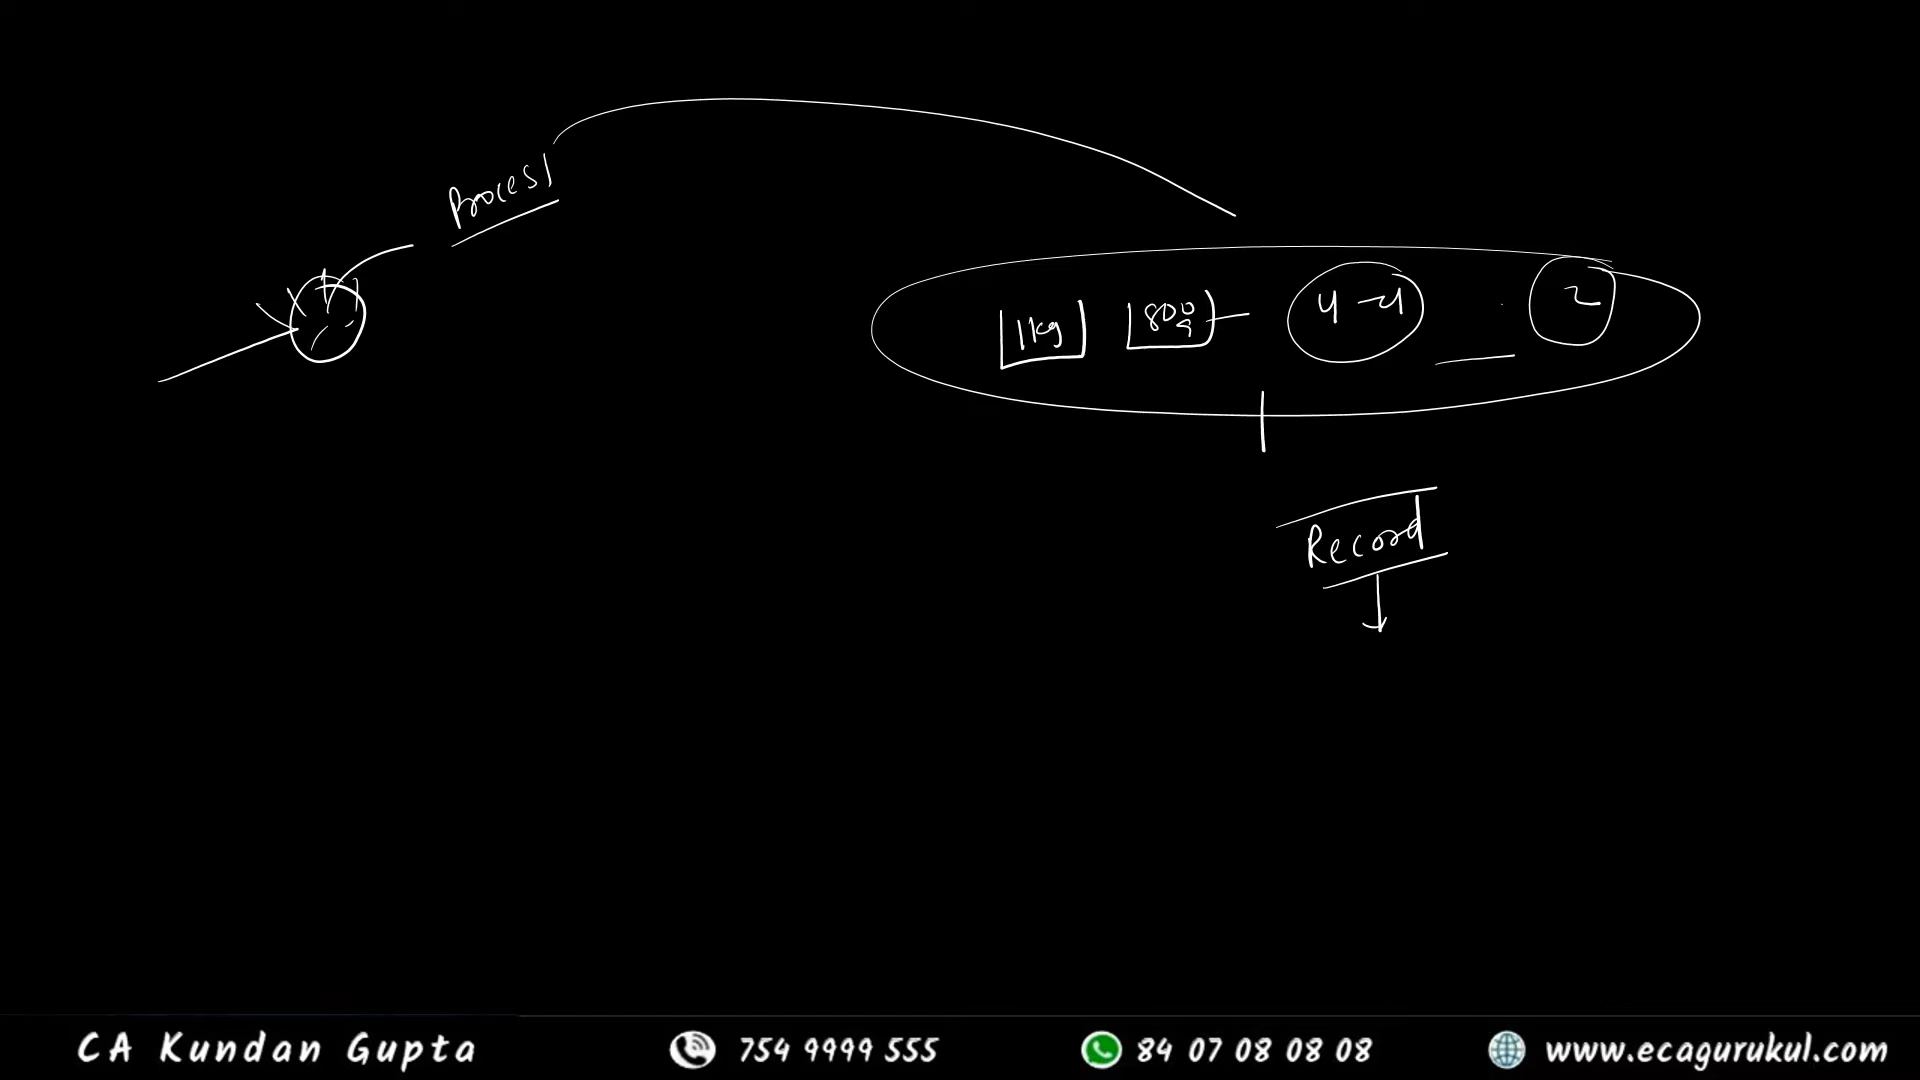 Process
1kg 800g 4-4 2
Record
CA Kundan Gupta 754 9999 555 84 07 08 08 08 www.ecagurukul.com